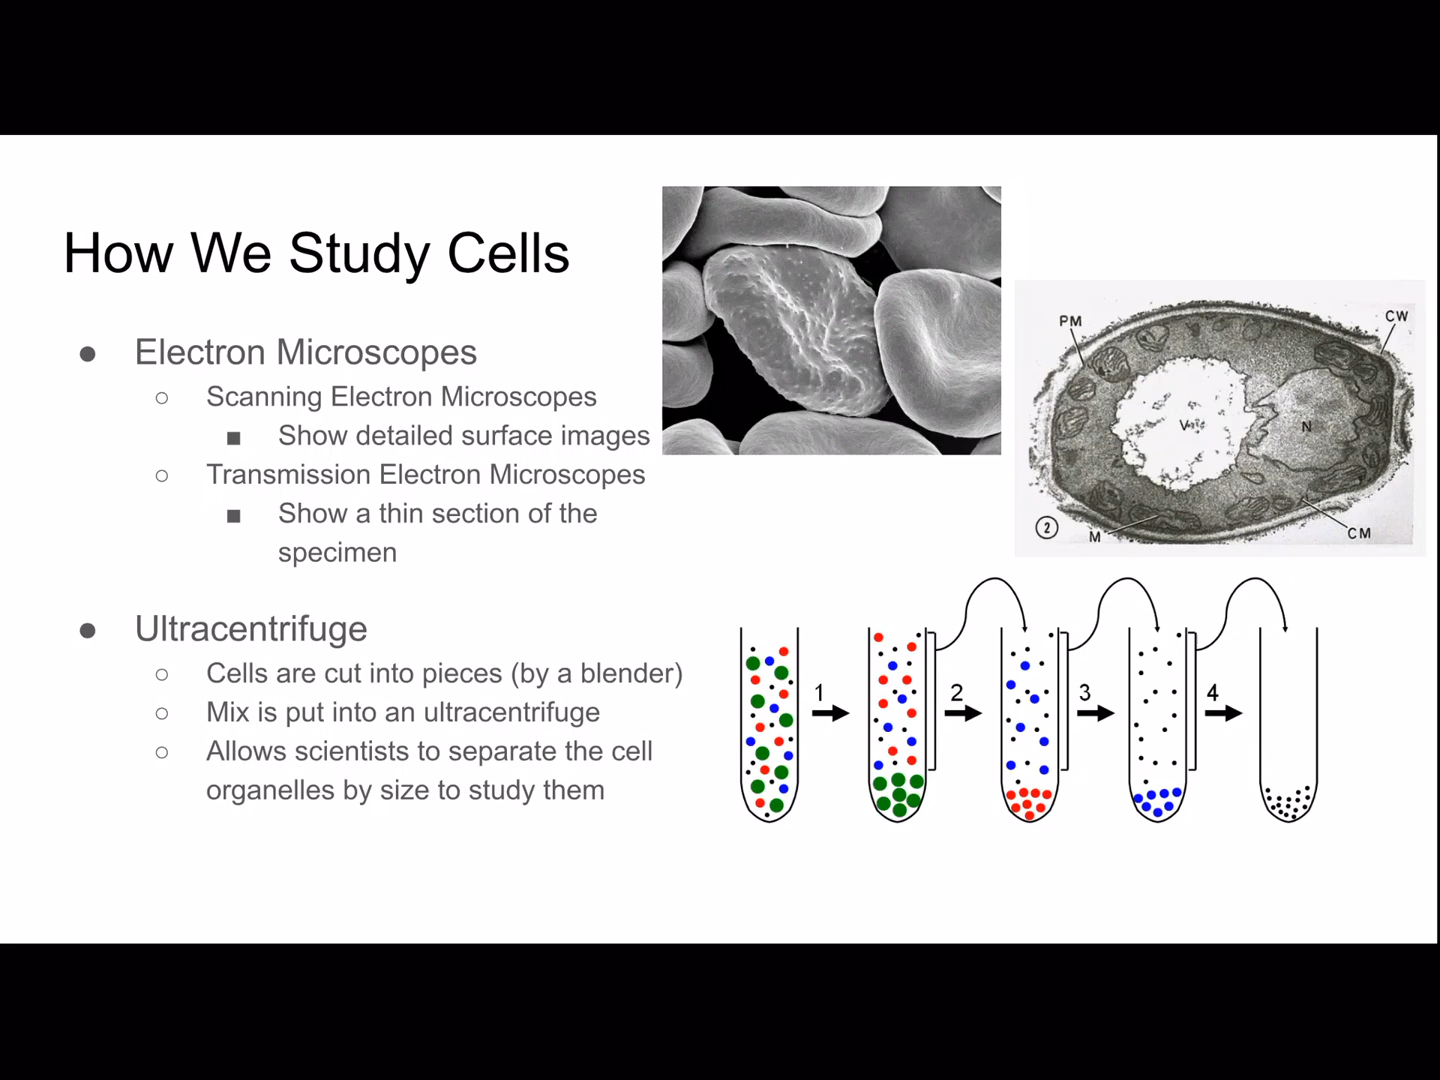 How We Study Cells
● Electron Microscopes
○ Scanning Electron Microscopes
■ Show detailed surface images
○ Transmission Electron Microscopes
■ Show a thin section of the
specimen
● Ultracentrifuge
○ Cells are cut into pieces (by a blender)
○ Mix is put into an ultracentrifuge
○ Allows scientists to separate the cell
organelles by size to study them
PM
CW
V
N
2
M
CM
1
2
3
4